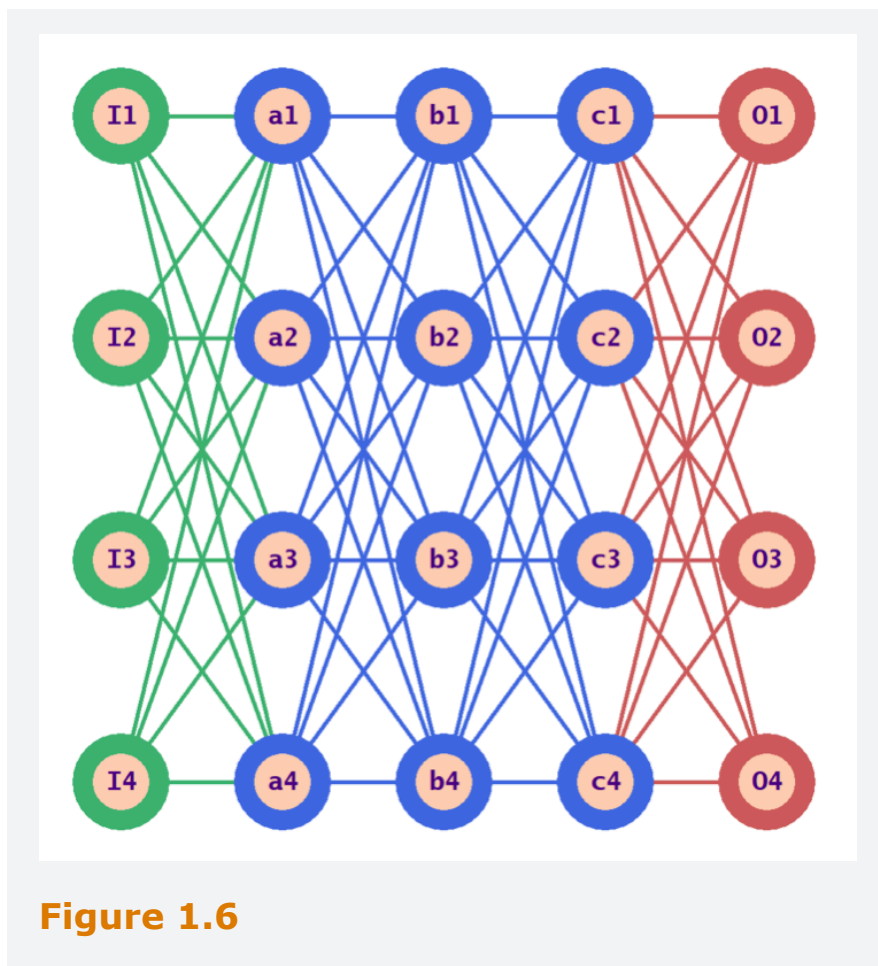 I1 a1 b1 c1 O1
I2 a2 b2 c2 O2
I3 a3 b3 c3 O3
I4 a4 b4 c4 O4
Figure 1.6